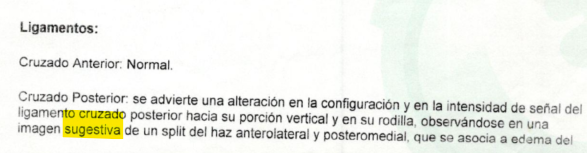 Ligamentos:
Cruzado Anterior: Normal.
Cruzado Posterior: se advierte una alteración en la configuración y en la intensidad de señal del
ligamento cruzado posterior hacia su porción vertical y en su rodilla, observándose en una
imagen sugestiva de un split del haz anterolateral y posteromedial, que se asocia a edema del